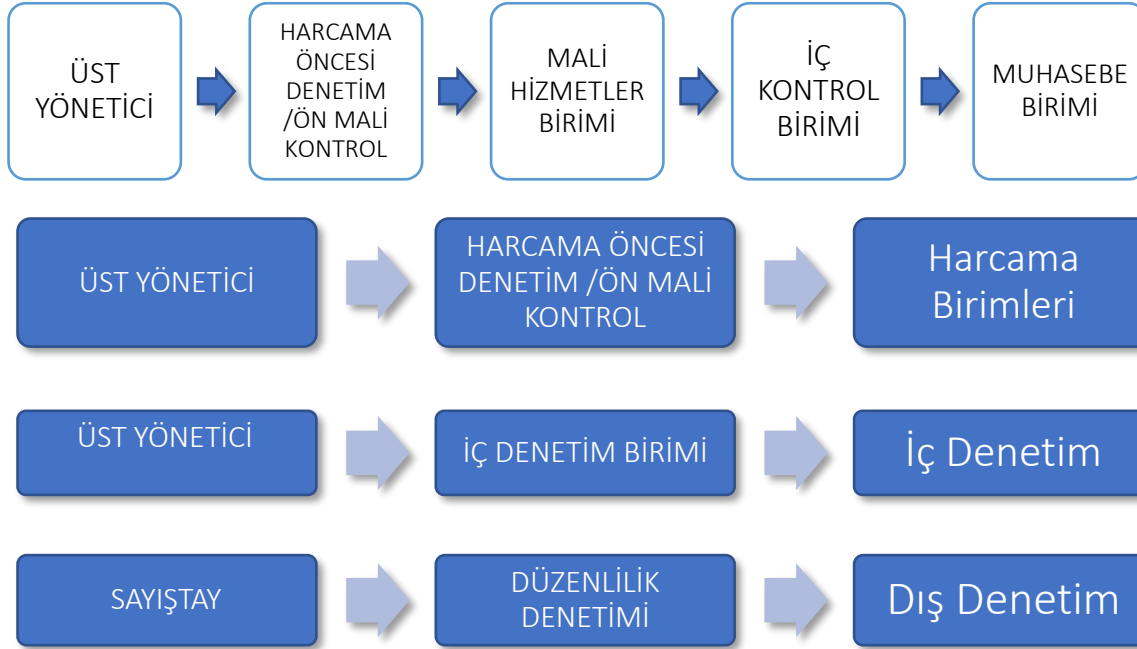 ÜST
YÖNETİCİ
HARCAMA
ÖNCESİ
DENETİM
/ÖN MALİ
KONTROL
MALİ
HİZMETLER
BİRİMİ
İÇ
KONTROL
BİRİMİ
MUHASEBE
BİRİMİ
ÜST YÖNETİCİ
HARCAMA ÖNCESİ
DENETİM /ÖN MALİ
KONTROL
Harcama
Birimleri
ÜST YÖNETİCİ
İÇ DENETİM BİRİMİ
İç Denetim
SAYIŞTAY
DÜZENLİLİK
DENETİMİ
Dış Denetim